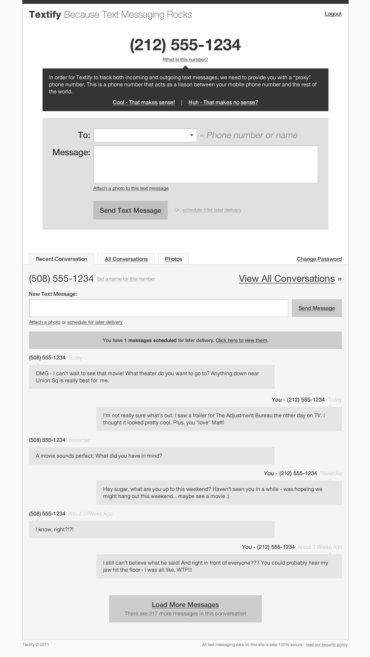 Textify Because Text Messaging Rocks
Logout
(212) 555-1234
What is this number?
In order for Textify to track both incoming and outgoing text messages, we need to provide you with a "proxy"
phone number. This is a phone number that acts as a liason between your mobile phone number and the rest of
the world.
Cool - That makes sense! | Huh - That makes no sense?
To:
« Phone number or name
Message:
Attach a photo to this text message
Send Text Message
Or, schedule it for later delivery
Recent Conversation
All Conversations
Photos
Change Password
(508) 555-1234 Set a name for this number
View All Conversations »
New Text Message:
Send Message
Attach a photo or schedule for later delivery
You have 1 messages scheduled for later delivery. Click here to view them.
(508) 555-1234 Today
OMG - I can't wait to see that movie! What theater do you want to go to? Anything down near
Union Sq is really best for me.
You - (212) 555-1234 Today
I'm not really sure what's out. I saw a trailer for The Adjustment Bureau the other day on TV. I
thought it looked pretty cool. Plus, you "love" Matt!
(508) 555-1234 Yesterday
A movie sounds perfect. What did you have in mind?
You - (212) 555-1234 Yesterday
Hey sugar, what are you up to this weekend? Haven't seen you in a while - was hoping we
might hang out this weekend... maybe see a movie :)
(508) 555-1234 About 3 Weeks Ago
I know, right?!?!
You - (212) 555-1234 About 3 Weeks Ago
I still can't believe what he said! And right in front of everyone??? You could probably hear my
jaw hit the floor - I was all like, WTF!!!
Load More Messages
There are 217 more messages in this conversation
Textify © 2011
All text messaging data on this site is kept 100% secure - read our security policy